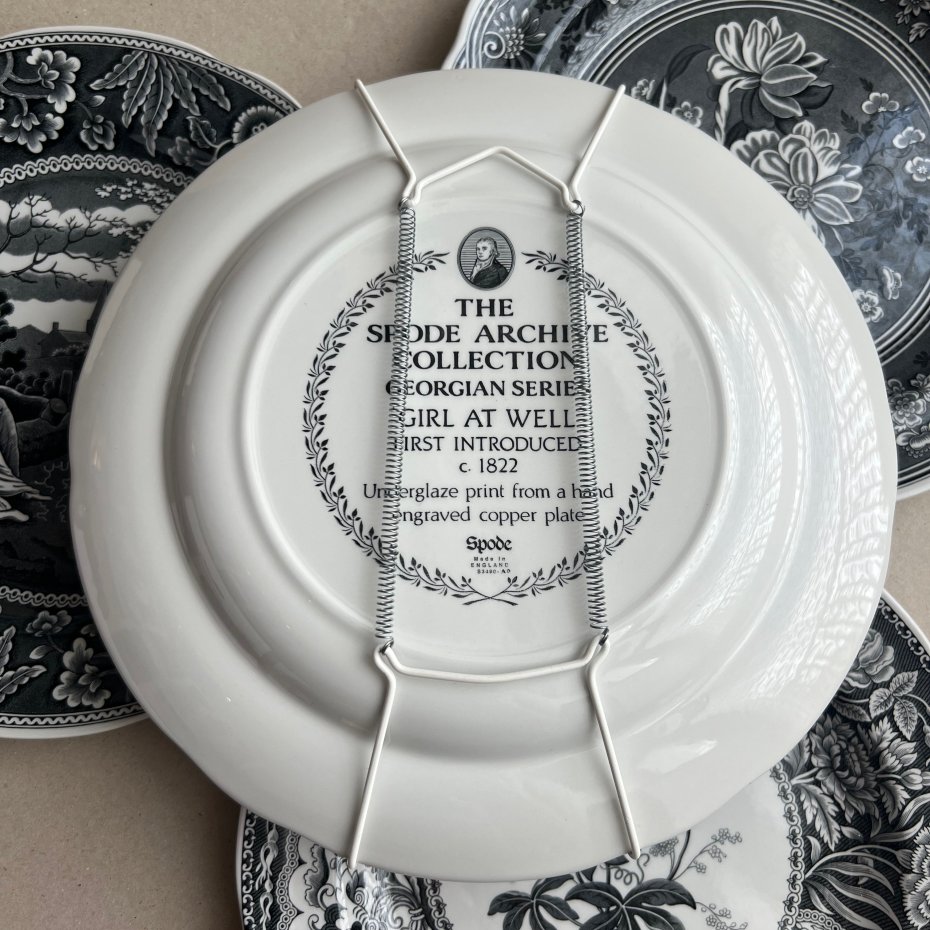 THE
SPODE ARCHIVE
COLLECTION
GEORGIAN SERIES
GIRL AT WELL
FIRST INTRODUCED
c. 1822
Underglaze print from a hand
engraved copper plate
Spode
Made in
ENGLAND